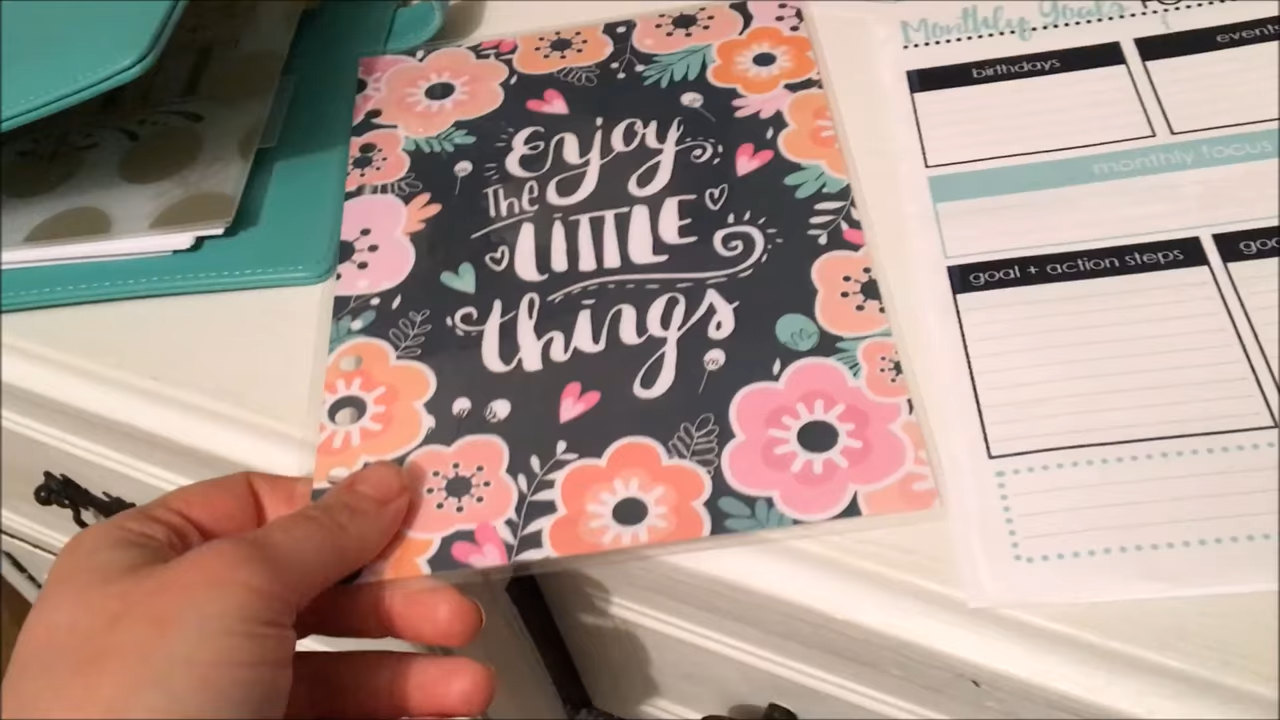 Enjoy
The
LiTTLE
things
Monthly Goals
birthdays
events
monthly focus
goal + action steps